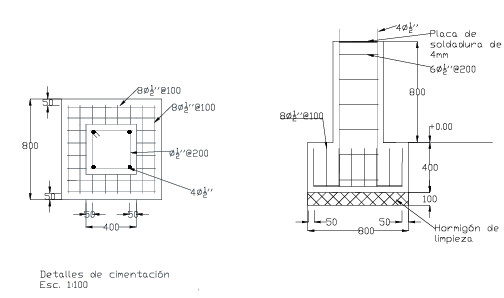 4ø½''
Placa de
soldadura de
4mm
6ø½''@200
8ø½''@100
8ø½''@100
50
800
800
8ø½''@100
+0.00
ø½''@200
400
4ø½''
50
100
50
50
400
50
50
800
Hormigón de
limpieza
Detalles de cimentación
Esc. 1:100